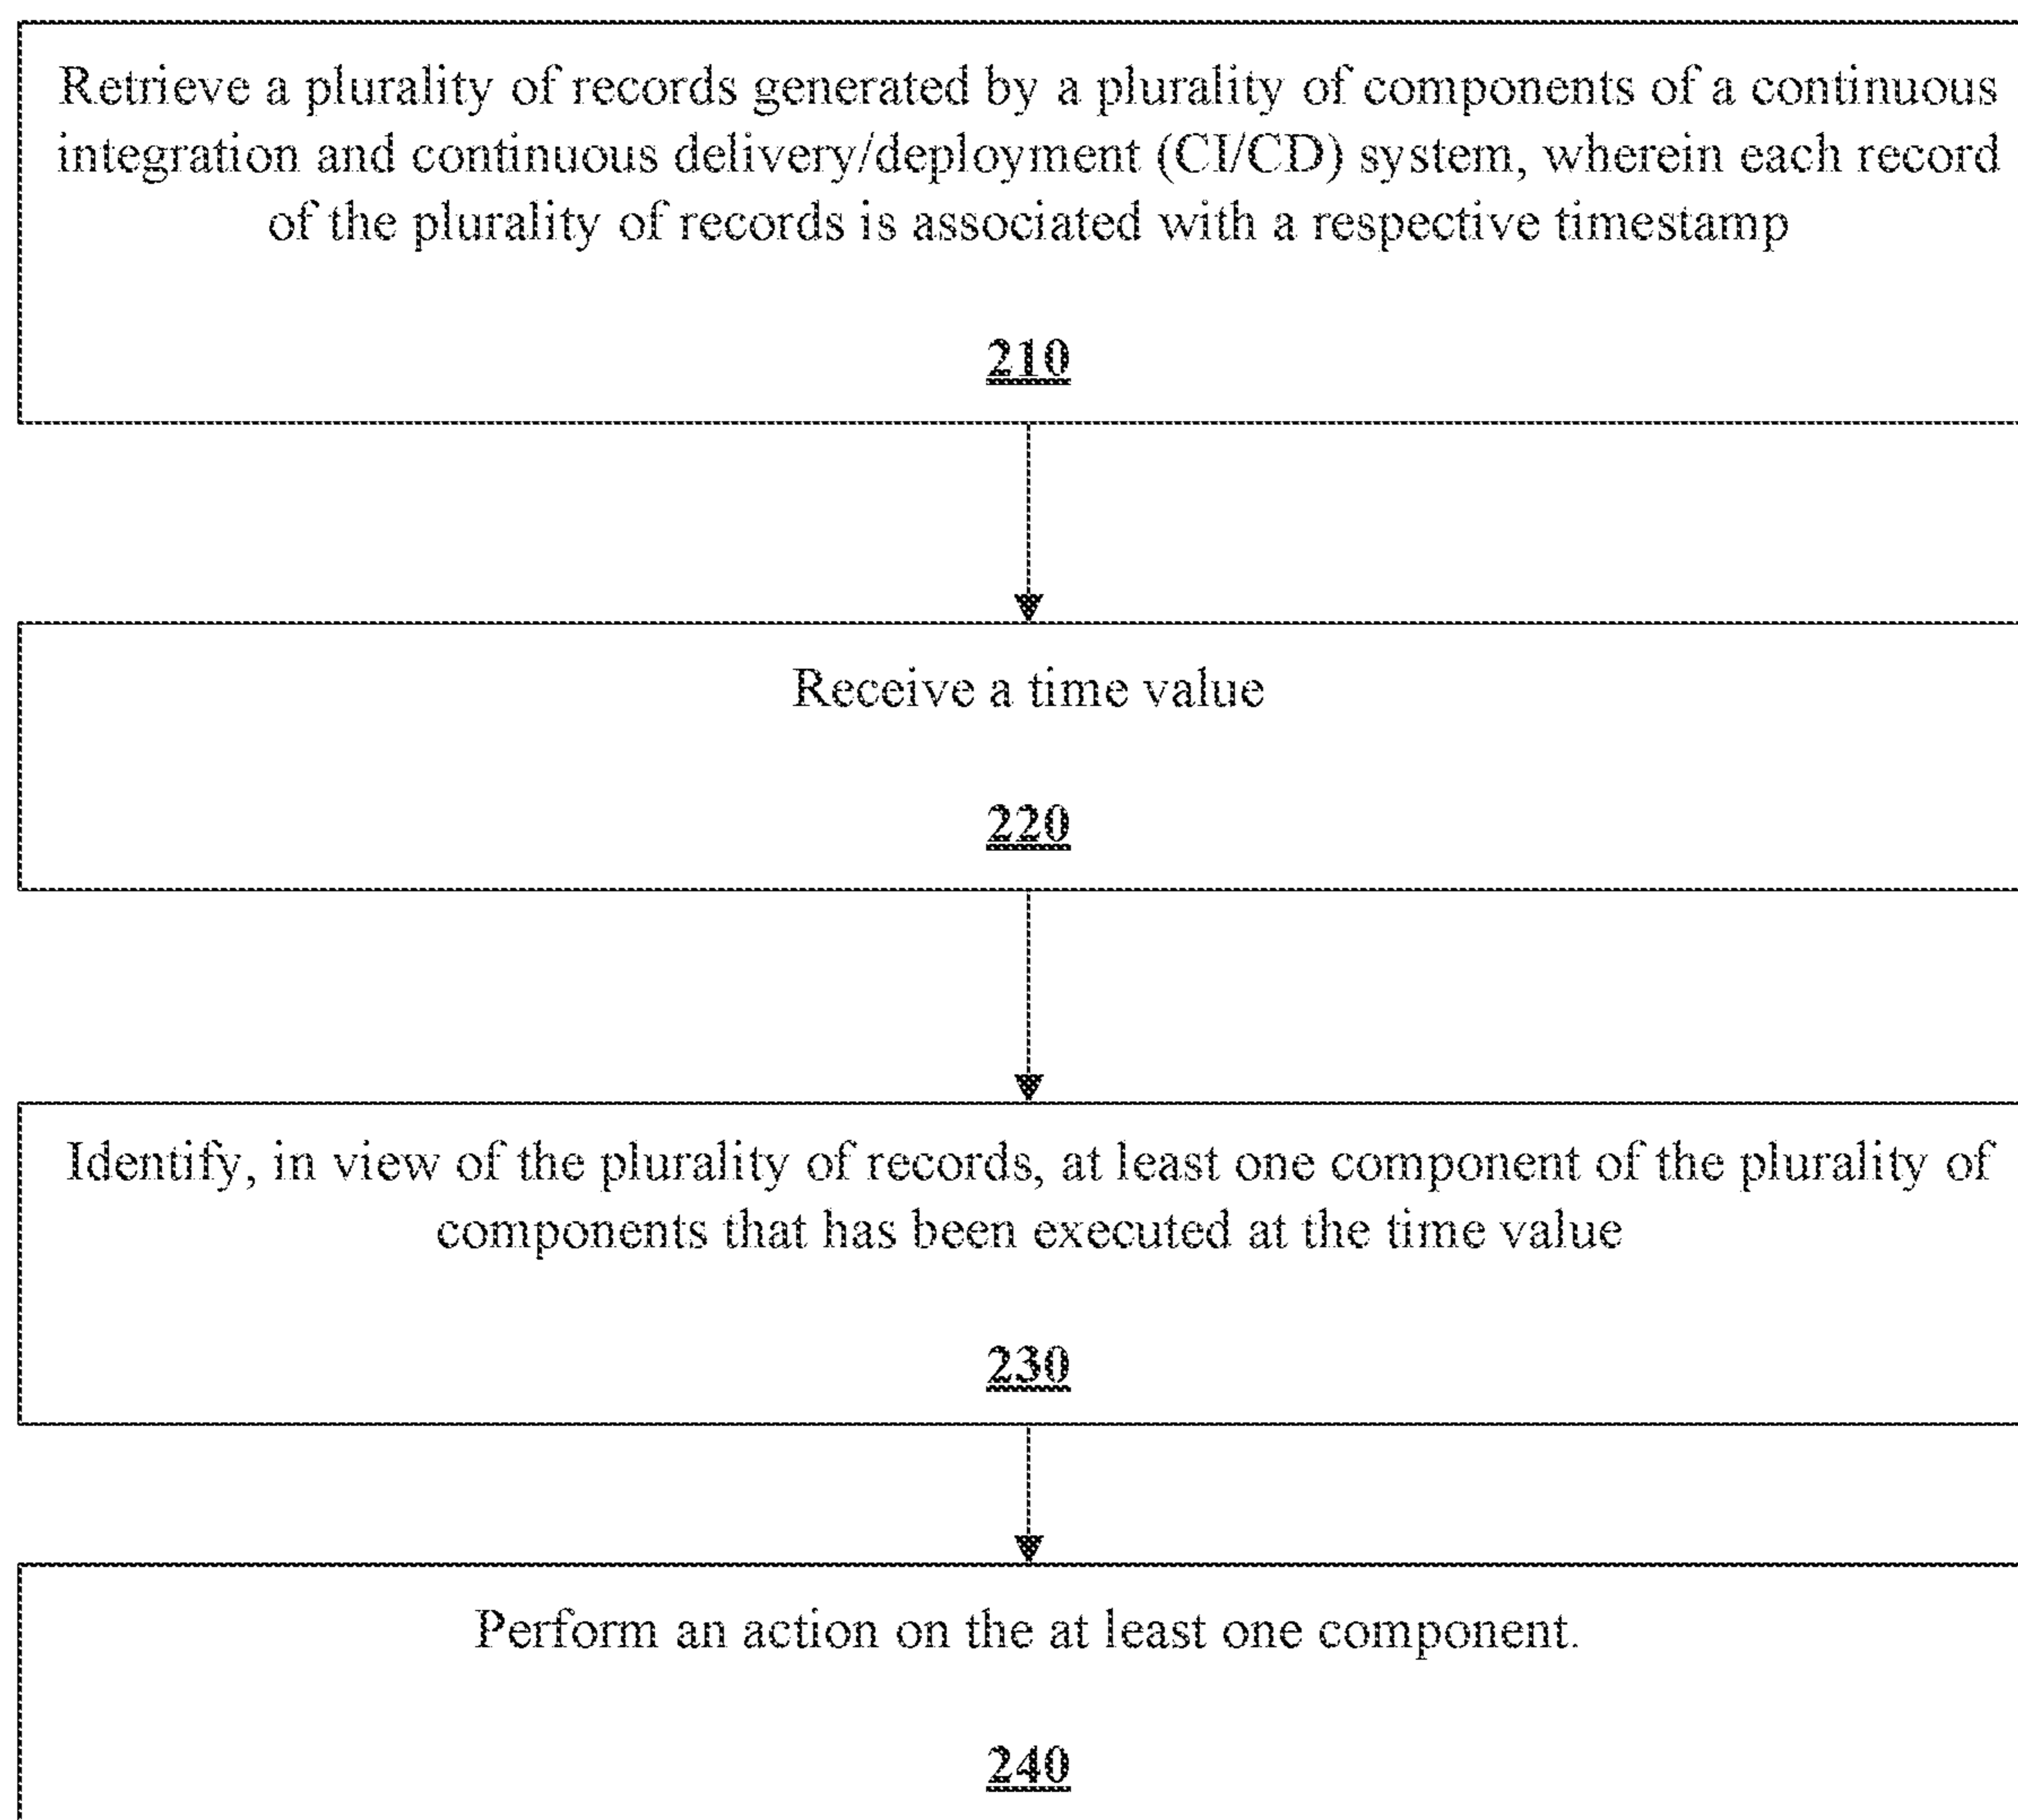 Retrieve a plurality of records generated by a plurality of components of a continuous
integration and continuous delivery/deployment (CI/CD) system, wherein each record
of the plurality of records is associated with a respective timestamp
210
Receive a time value
220
Identify, in view of the plurality of records, at least one component of the plurality of
components that has been executed at the time value
230
Perform an action on the at least one component.
240